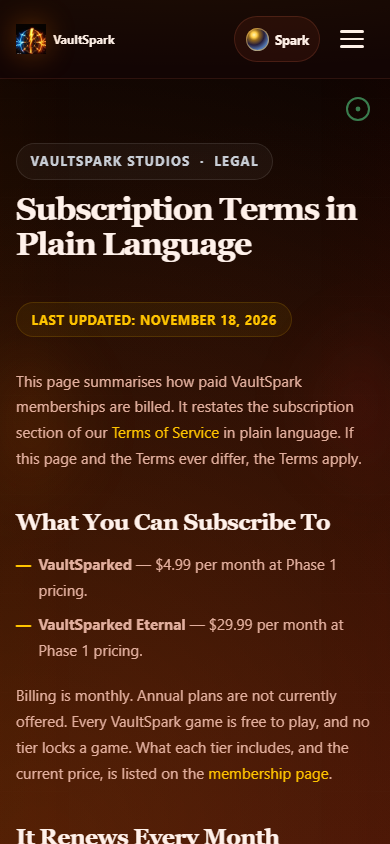 VaultSpark
Spark
VAULTSPARK STUDIOS · LEGAL
Subscription Terms in
Plain Language
LAST UPDATED: NOVEMBER 18, 2026
This page summarises how paid VaultSpark
memberships are billed. It restates the subscription
section of our Terms of Service in plain language. If
this page and the Terms ever differ, the Terms apply.
What You Can Subscribe To
— VaultSparked — $4.99 per month at Phase 1
pricing.
— VaultSparked Eternal — $29.99 per month at
Phase 1 pricing.
Billing is monthly. Annual plans are not currently
offered. Every VaultSpark game is free to play, and no
tier locks a game. What each tier includes, and the
current price, is listed on the membership page.
It Renews Every Month